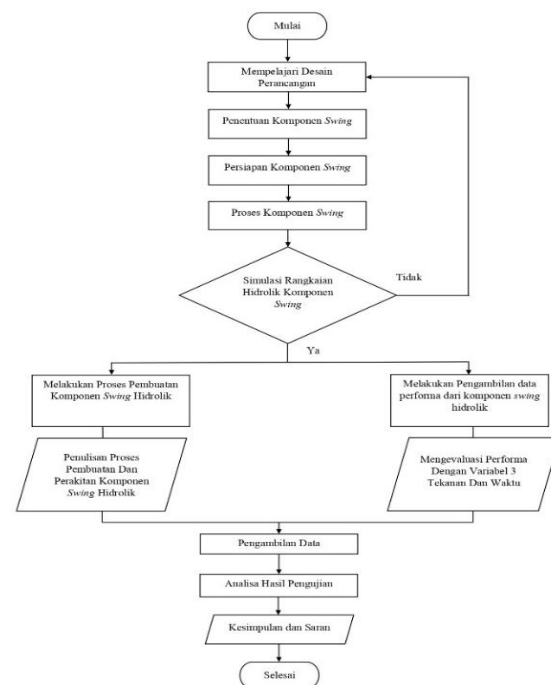 Mulai
Mempelajari Desain
Perancangan
Penentuan Komponen Swing
Persiapan Komponen Swing
Proses Komponen Swing
Simulasi Rangkaian
Hidrolik Komponen
Swing
Tidak
Ya
Melakukan Proses Pembuatan
Komponen Swing Hidrolik
Melakukan Pengambilan data
performa dari komponen swing
hidrolik
Penulisan Proses
Pembuatan Dan
Perakitan Komponen
Swing Hidrolik
Mengevaluasi Performa
Dengan Variabel 3
Tekanan Dan Waktu
Pengambilan Data
Analisa Hasil Pengujian
Kesimpulan dan Saran
Selesai